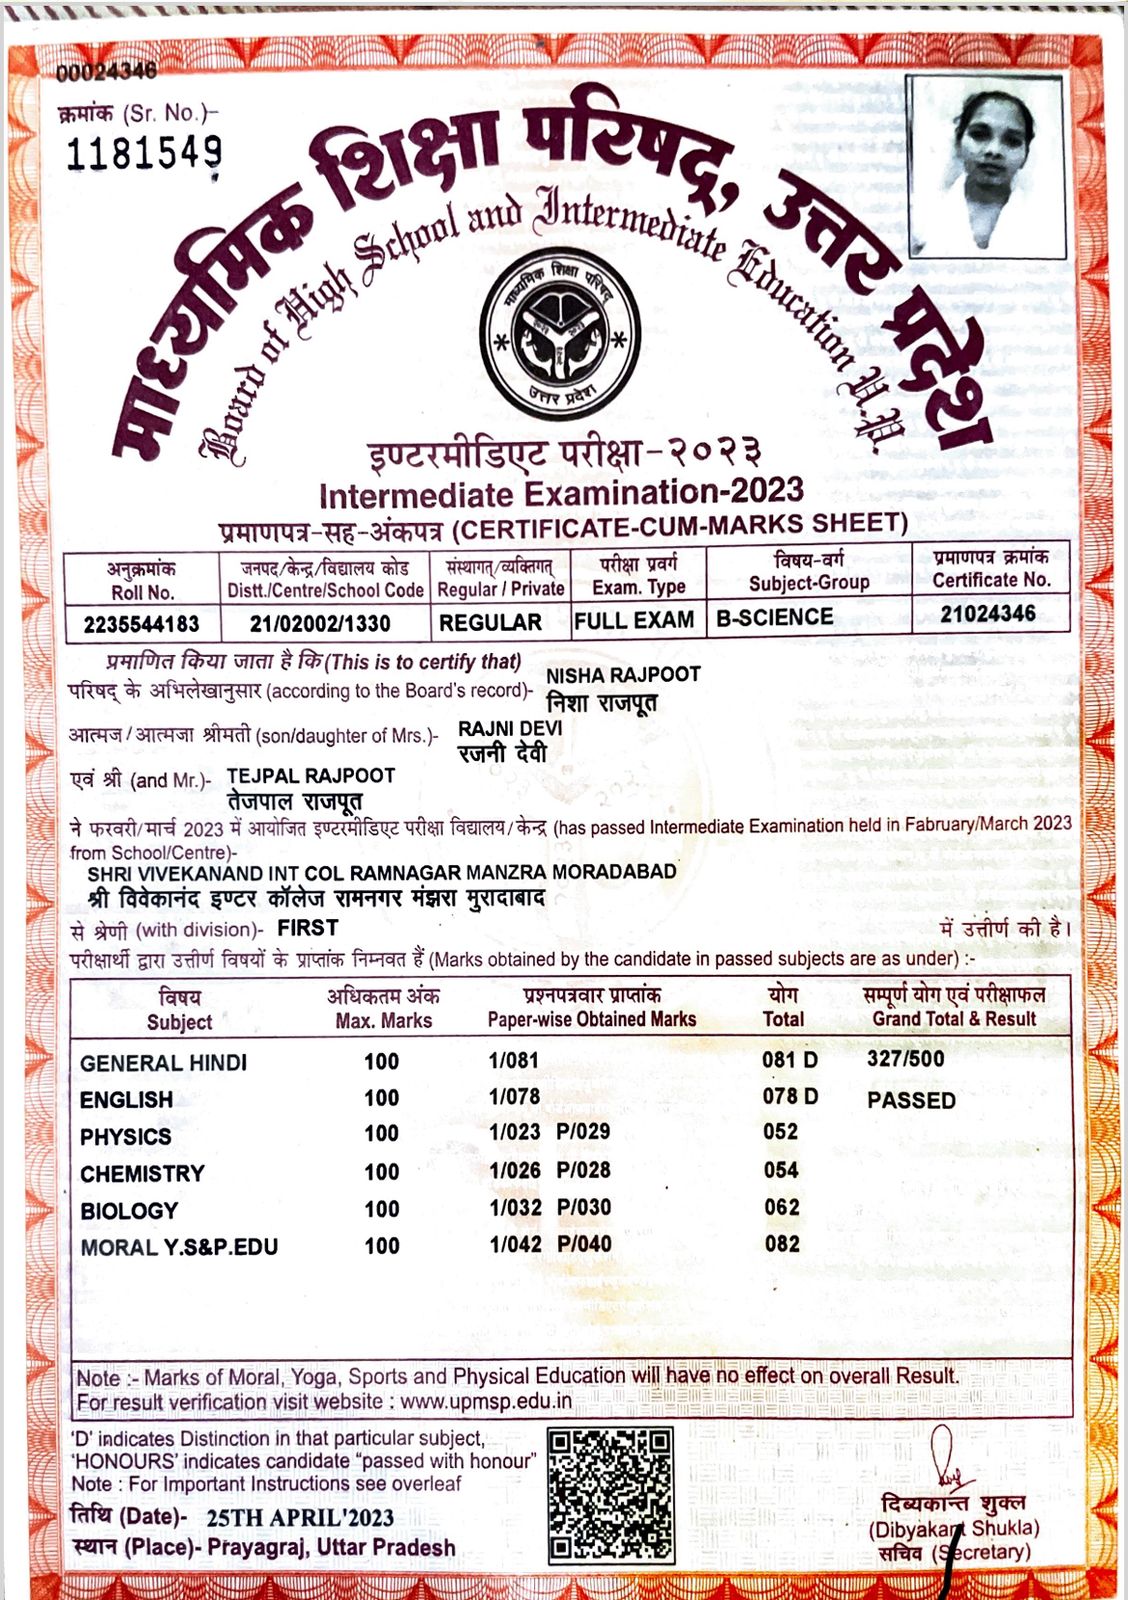 00024346
क्रमांक (Sr. No.)-
1181549
माध्यमिक शिक्षा परिषद्, उत्तर प्रदेश
Board of High School and Intermediate Education U.P.
माध्यमिक शिक्षा परिषद्
उत्तर प्रदेश
इण्टरमीडिएट परीक्षा-२०२३
Intermediate Examination-2023
प्रमाणपत्र-सह-अंकपत्र (CERTIFICATE-CUM-MARKS SHEET)
अनुक्रमांक जनपद/केन्द्र/विद्यालय कोड संस्थागत्/व्यक्तिगत् परीक्षा प्रवर्ग विषय-वर्ग प्रमाणपत्र क्रमांक
Roll No. Distt./Centre/School Code Regular / Private Exam. Type Subject-Group Certificate No.
2235544183 21/02002/1330 REGULAR FULL EXAM B-SCIENCE 21024346
प्रमाणित किया जाता है कि (This is to certify that)
परिषद् के अभिलेखानुसार (according to the Board's record)- NISHA RAJPOOT
निशा राजपूत
आत्मज/आत्मजा श्रीमती (son/daughter of Mrs.)- RAJNI DEVI
रजनी देवी
एवं श्री (and Mr.)- TEJPAL RAJPOOT
तेजपाल राजपूत
ने फरवरी/मार्च 2023 में आयोजित इण्टरमीडिएट परीक्षा विद्यालय/केन्द्र (has passed Intermediate Examination held in Fabruary/March 2023
from School/Centre)-
SHRI VIVEKANAND INT COL RAMNAGAR MANZRA MORADABAD
श्री विवेकानंद इण्टर कॉलेज रामनगर मंझरा मुरादाबाद
से श्रेणी (with division)- FIRST में उत्तीर्ण की है।
परीक्षार्थी द्वारा उत्तीर्ण विषयों के प्राप्तांक निम्नवत हैं (Marks obtained by the candidate in passed subjects are as under) :-
विषय अधिकतम अंक प्रश्नपत्रवार प्राप्तांक योग सम्पूर्ण योग एवं परीक्षाफल
Subject Max. Marks Paper-wise Obtained Marks Total Grand Total & Result
GENERAL HINDI 100 1/081 081 D 327/500
ENGLISH 100 1/078 078 D PASSED
PHYSICS 100 1/023 P/029 052
CHEMISTRY 100 1/026 P/028 054
BIOLOGY 100 1/032 P/030 062
MORAL Y.S&P.EDU 100 1/042 P/040 082
Note :- Marks of Moral, Yoga, Sports and Physical Education will have no effect on overall Result.
For result verification visit website : www.upmsp.edu.in
'D' indicates Distinction in that particular subject,
'HONOURS' indicates candidate "passed with honour"
Note : For Important Instructions see overleaf
तिथि (Date)- 25TH APRIL'2023
स्थान (Place)- Prayagraj, Uttar Pradesh
दिब्यकान्त शुक्ल
(Dibyakant Shukla)
सचिव (Secretary)